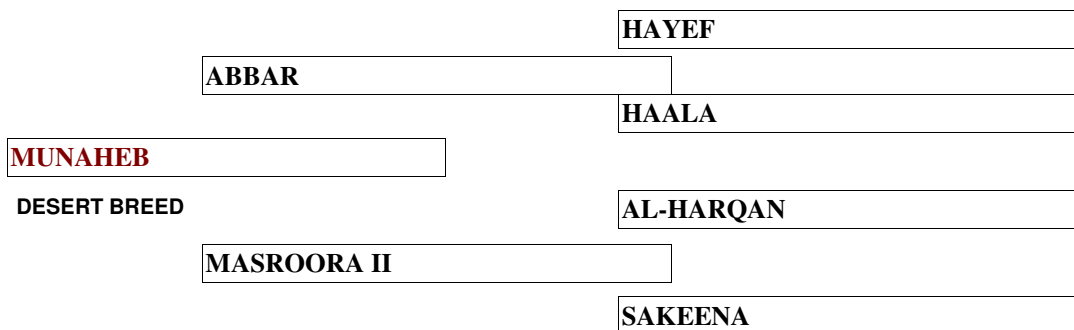 HAYEF
ABBAR
HAALA
MUNAHEB
DESERT BREED
AL-HARQAN
MASROORA II
SAKEENA